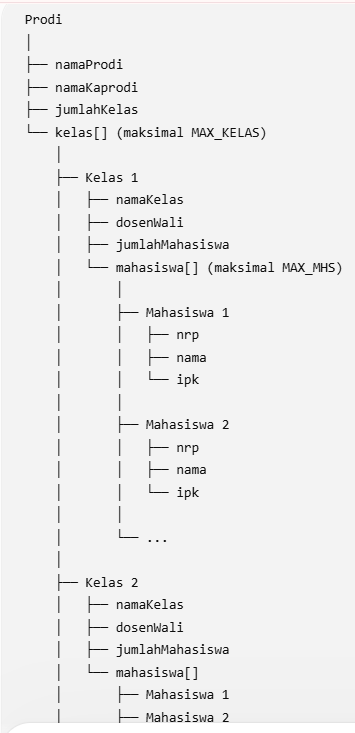 Prodi
│
├── namaProdi
├── namaKaprodi
├── jumlahKelas
└── kelas[] (maksimal MAX_KELAS)
    │
    ├── Kelas 1
    │   ├── namaKelas
    │   ├── dosenWali
    │   ├── jumlahMahasiswa
    │   └── mahasiswa[] (maksimal MAX_MHS)
    │       │
    │       ├── Mahasiswa 1
    │       │   ├── nrp
    │       │   ├── nama
    │       │   └── ipk
    │       │
    │       ├── Mahasiswa 2
    │       │   ├── nrp
    │       │   ├── nama
    │       │   └── ipk
    │       │
    │       └── ...
    │
    ├── Kelas 2
    │   ├── namaKelas
    │   ├── dosenWali
    │   ├── jumlahMahasiswa
    │   └── mahasiswa[]
    │       ├── Mahasiswa 1
    │       ├── Mahasiswa 2